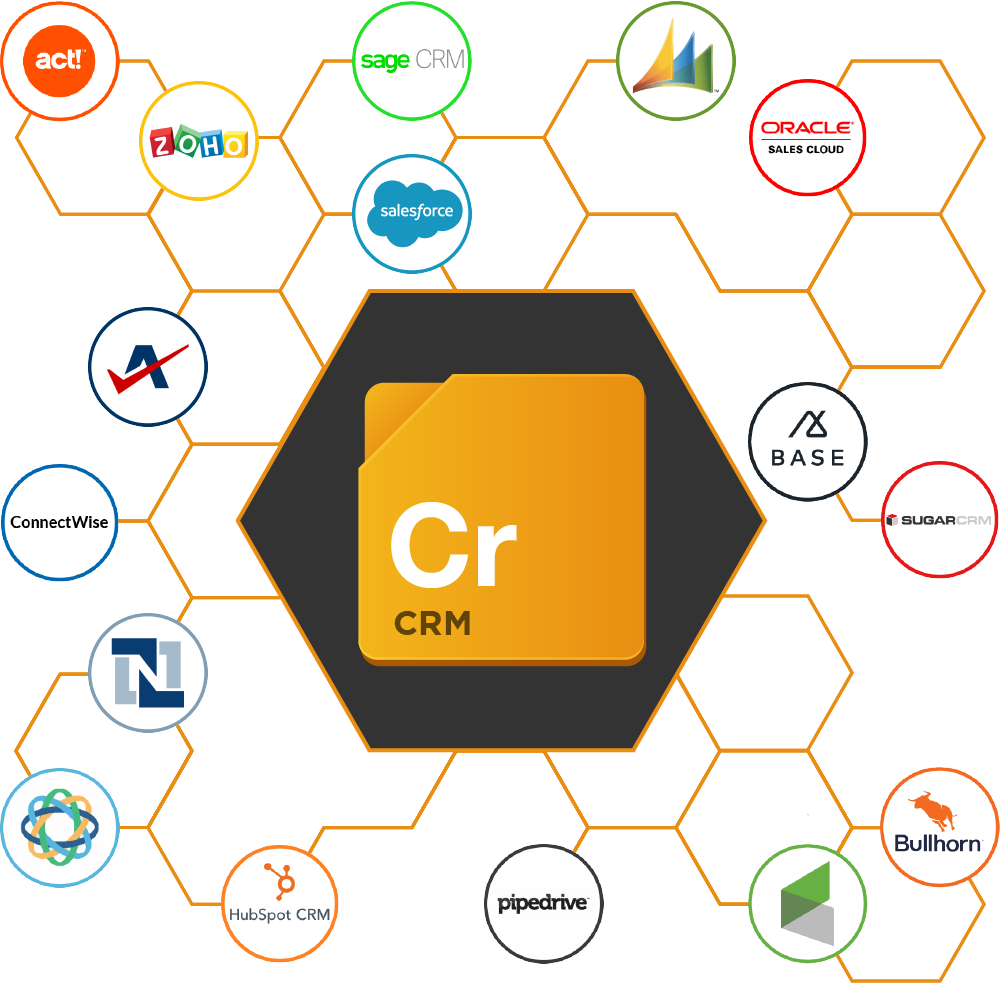 act!
sage CRM
ZOHO
ORACLE®
SALES CLOUD
salesforce
BASE
ConnectWise
SUGARCRM
Cr
CRM
N
Bullhorn
HubSpot CRM
pipedrive